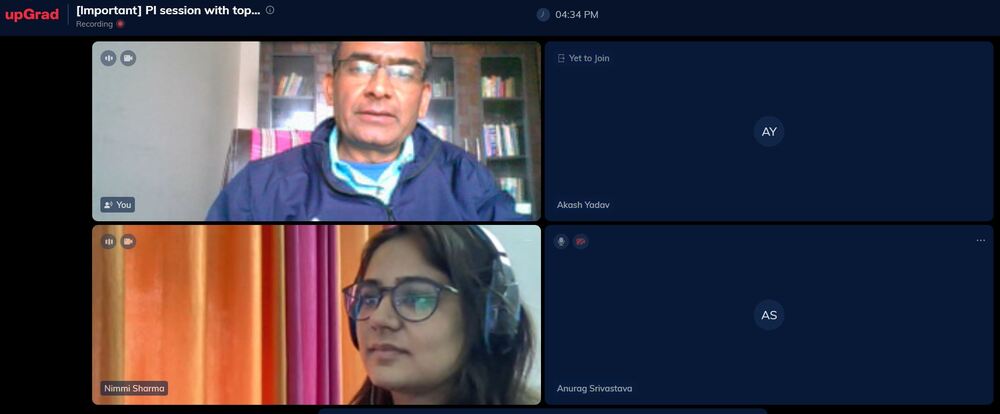 upGrad
[Important] PI session with top...
Recording
04:34 PM
You
Yet to Join
AY
Akash Yadav
Nimmi Sharma
AS
Anurag Srivastava